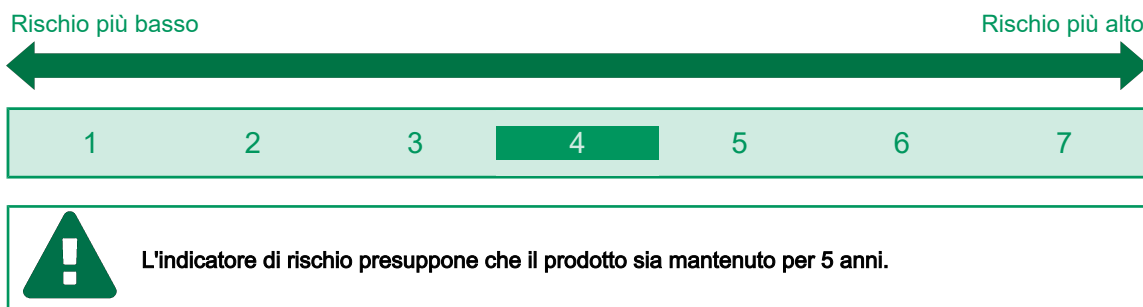 Rischio più basso Rischio più alto
1 2 3 4 5 6 7
L'indicatore di rischio presuppone che il prodotto sia mantenuto per 5 anni.